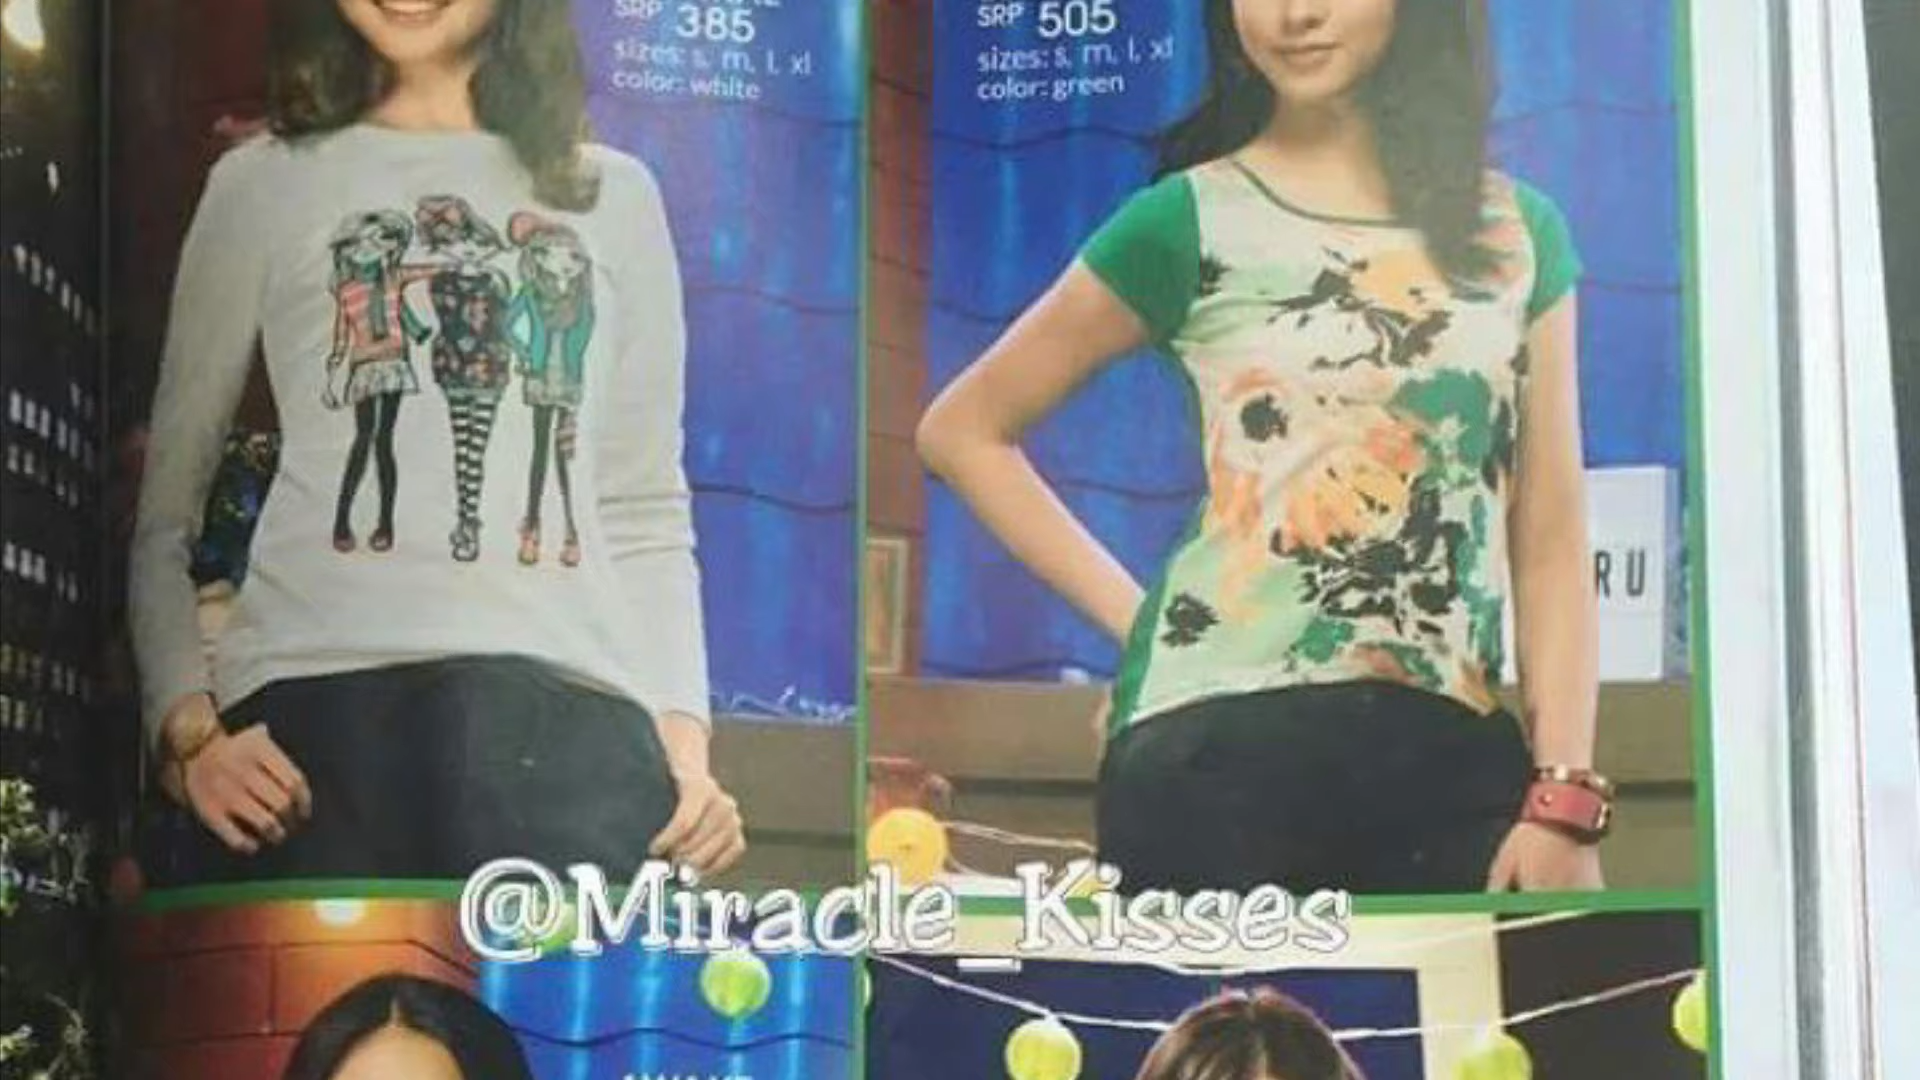 SRP 385
sizes: s, m, l, xl
color: white
SRP 505
sizes: s, m, l, xl
color: green
RU
@Miracle_Kisses